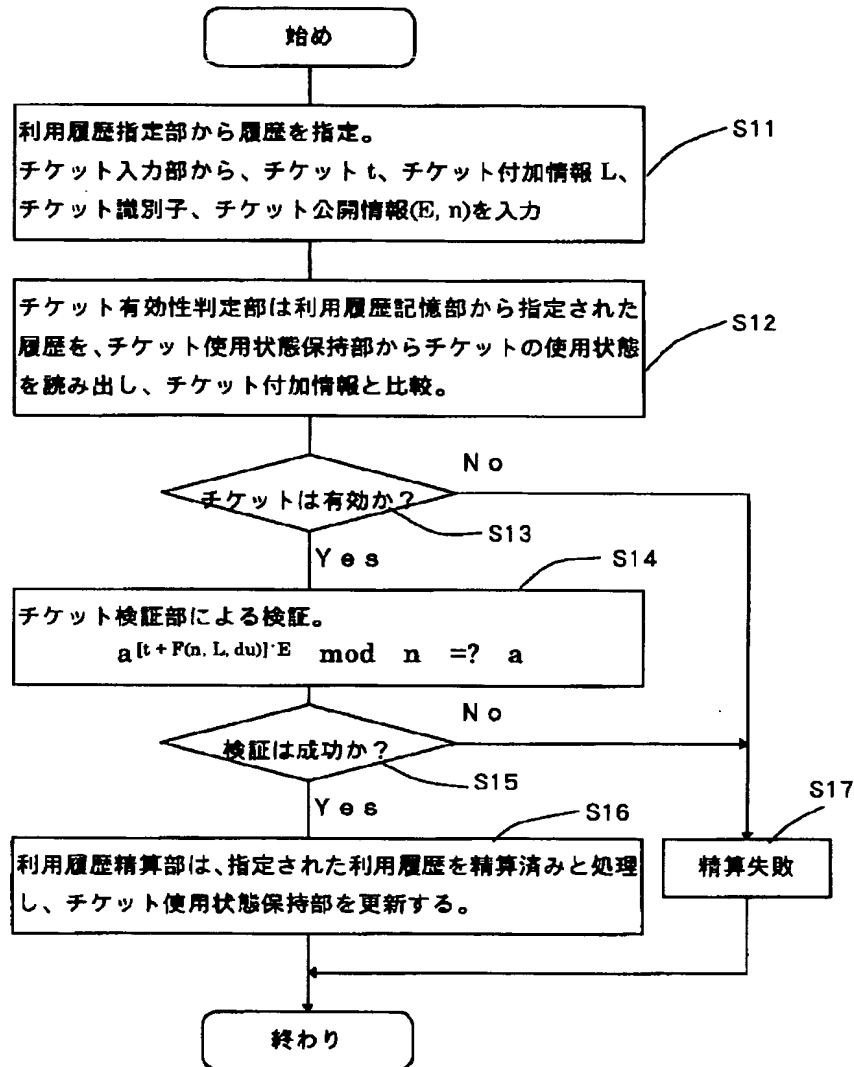 始め
利用履歴指定部から履歴を指定。
S11
チケット入力部から、チケット t、チケット付加情報 L、
チケット識別子、チケット公開情報(E, n)を入力
チケット有効性判定部は利用履歴記憶部から指定された
S12
履歴を、チケット使用状態保持部からチケットの使用状態
を読み出し、チケット付加情報と比較。
No
チケットは有効か？
S13
Yes
S14
チケット検証部による検証。
a^[t + F(n, L, du)]·E mod n =? a
No
検証は成功か？
S15
Yes
S16
S17
利用履歴精算部は、指定された利用履歴を精算済みと処理
し、チケット使用状態保持部を更新する。
精算失敗
終わり